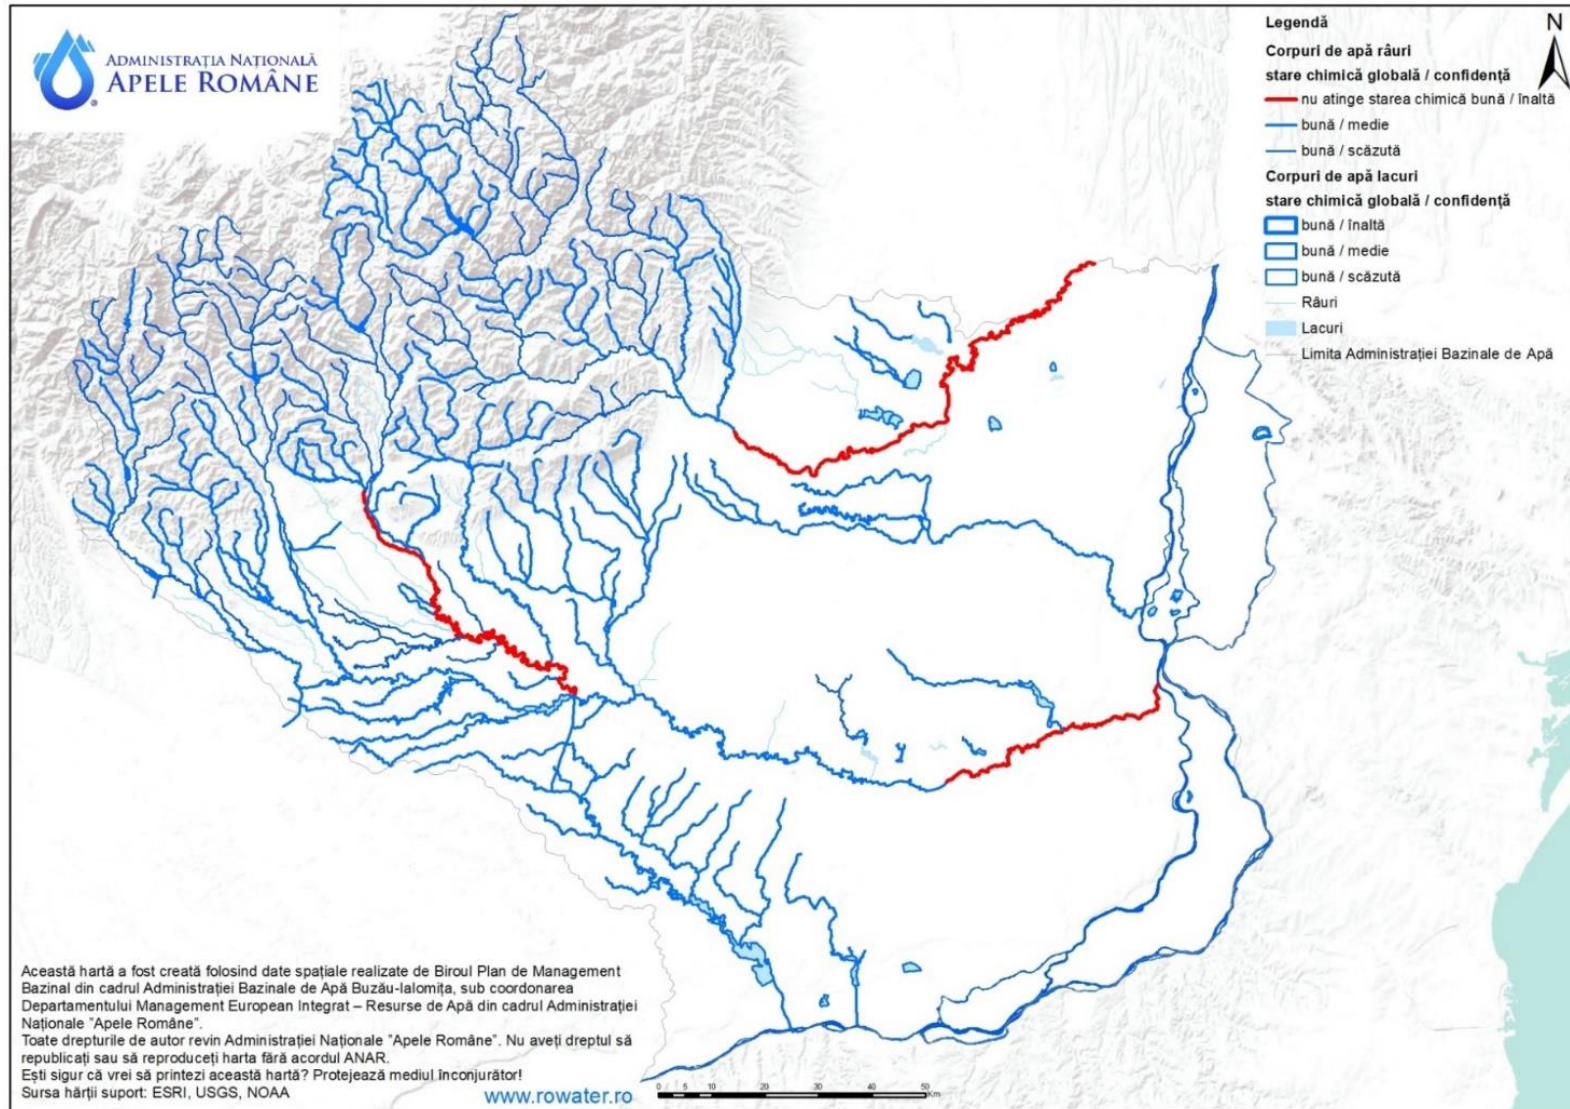 ADMINISTRAȚIA NAȚIONALĂ
APELE ROMÂNE
Legendă
Corpuri de apă râuri
stare chimică globală / confidență
nu atinge starea chimică bună / înaltă
bună / medie
bună / scăzută
Corpuri de apă lacuri
stare chimică globală / confidență
bună / înaltă
bună / medie
bună / scăzută
Râuri
Lacuri
Limita Administrației Bazinale de Apă
N
Această hartă a fost creată folosind date spațiale realizate de Biroul Plan de Management
Bazinal din cadrul Administrației Bazinale de Apă Buzău-Ialomița, sub coordonarea
Departamentului Management European Integrat – Resurse de Apă din cadrul Administrației
Naționale "Apele Române".
Toate drepturile de autor revin Administrației Naționale "Apele Române". Nu aveți dreptul să
republicați sau să reproduceți harta fără acordul ANAR.
Ești sigur că vrei să printezi această hartă? Protejează mediul înconjurător!
Sursa hărții suport: ESRI, USGS, NOAA
www.rowater.ro
0 5 10 20 30 40 50
Km